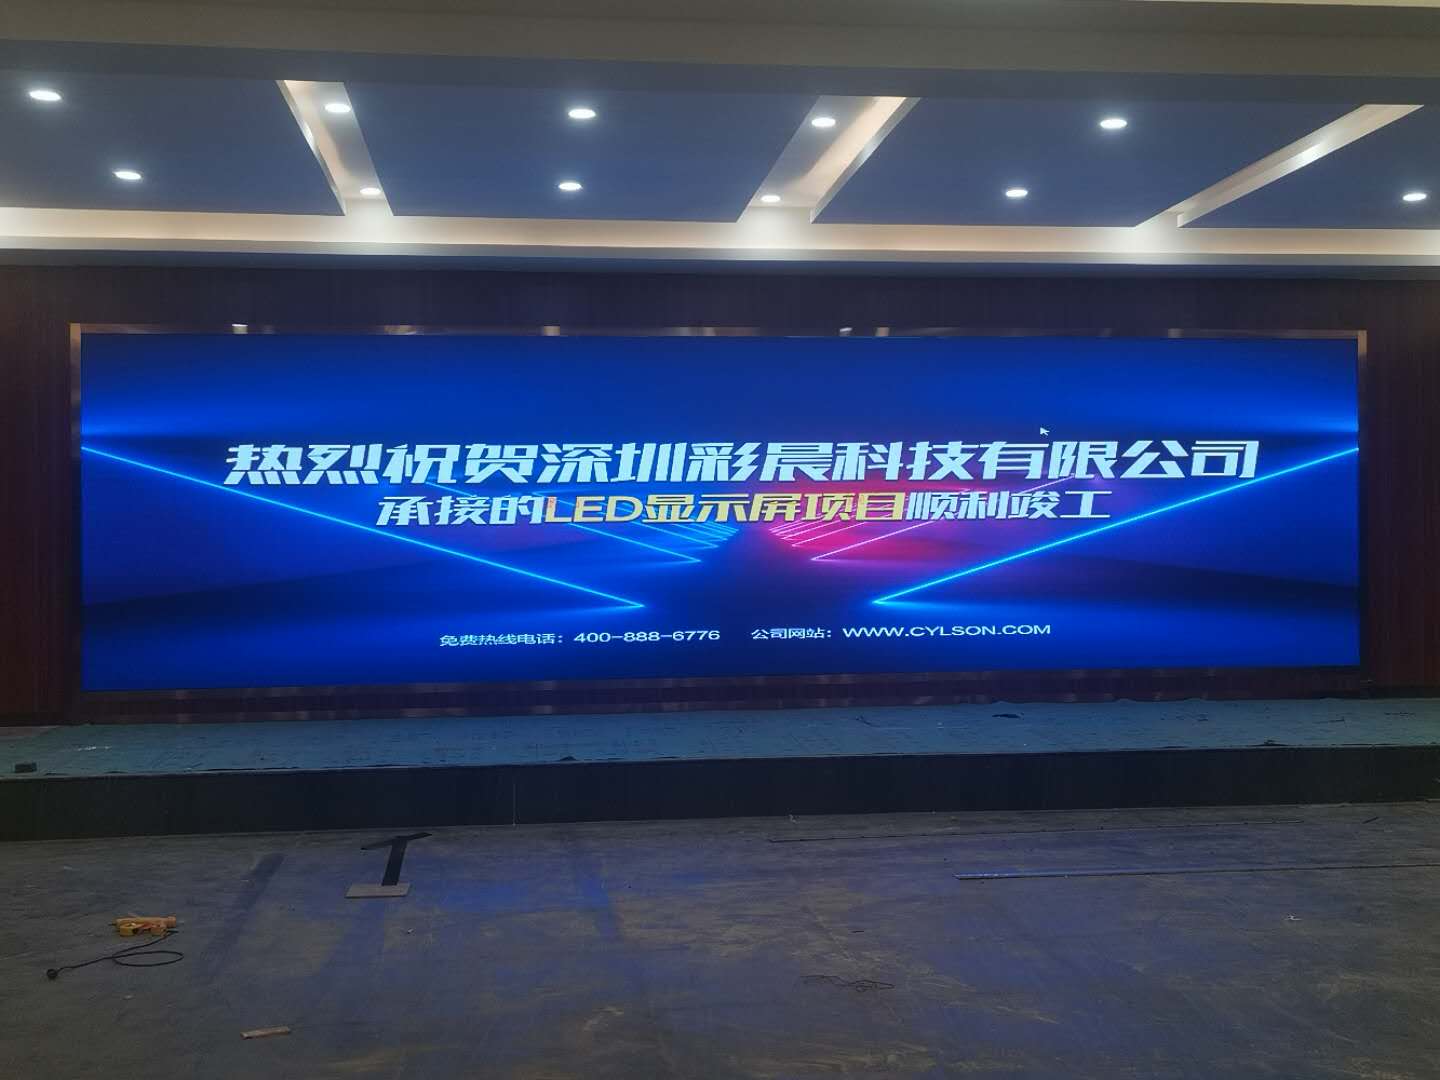 热烈祝贺深圳彩晨科技有限公司
承接的LED显示屏项目顺利竣工
免费热线电话：400-888-6776 公司网站：WWW.CYLSON.COM